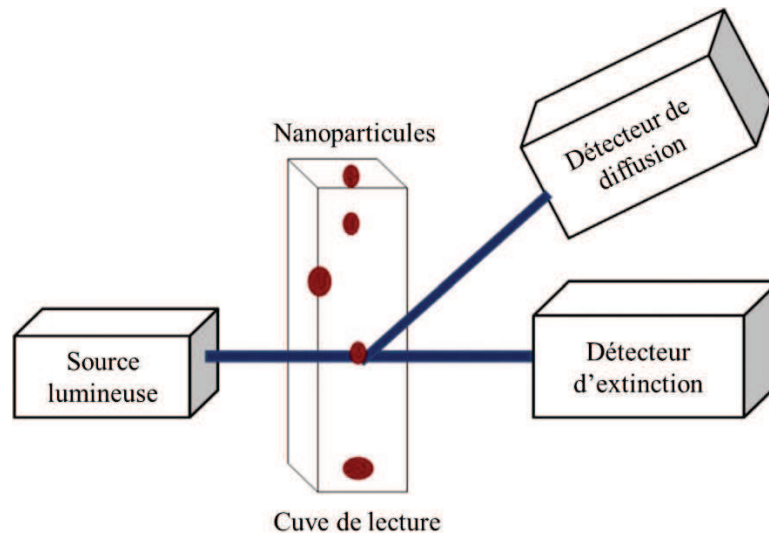 Nanoparticules
Détecteur de
diffusion
Source
lumineuse
Détecteur
d’extinction
Cuve de lecture